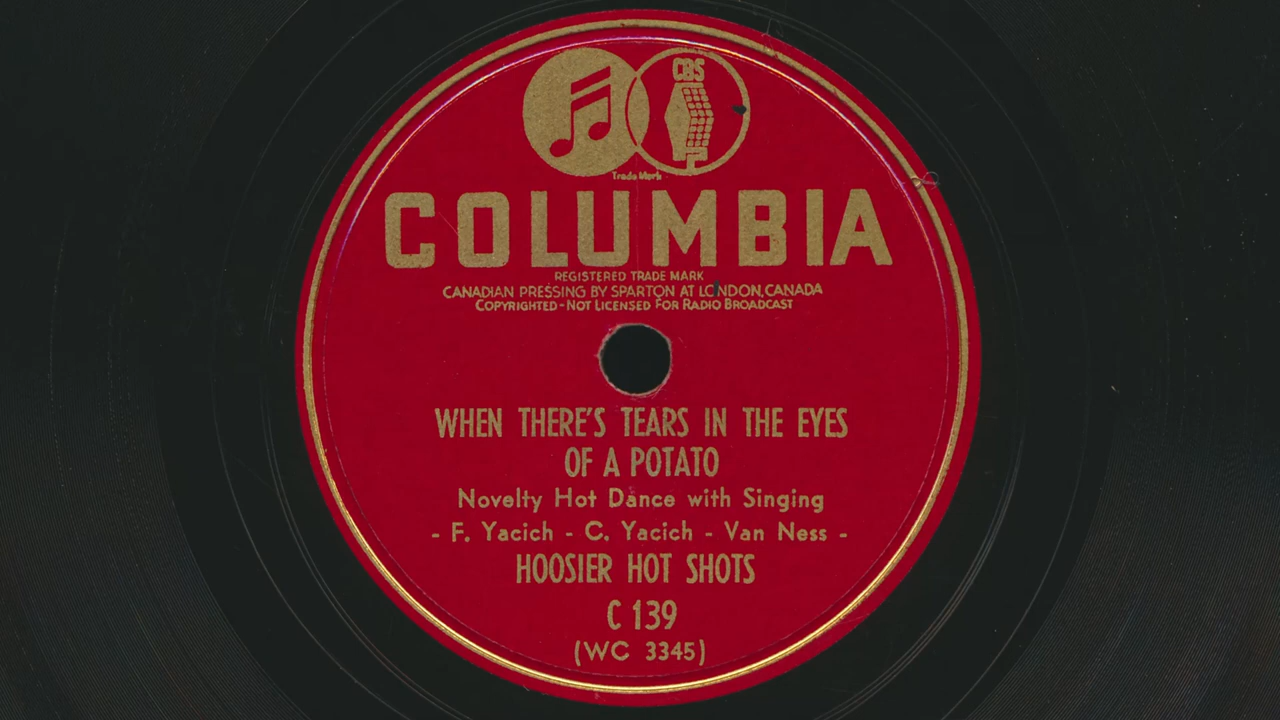 CBS
Trade Mark
COLUMBIA
REGISTERED TRADE MARK
CANADIAN PRESSING BY SPARTON AT LONDON, CANADA
COPYRIGHTED - NOT LICENSED FOR RADIO BROADCAST
WHEN THERE'S TEARS IN THE EYES
OF A POTATO
Novelty Hot Dance with Singing
- F. Yacich - C. Yacich - Van Ness -
HOOSIER HOT SHOTS
C 139
(WC 3345)